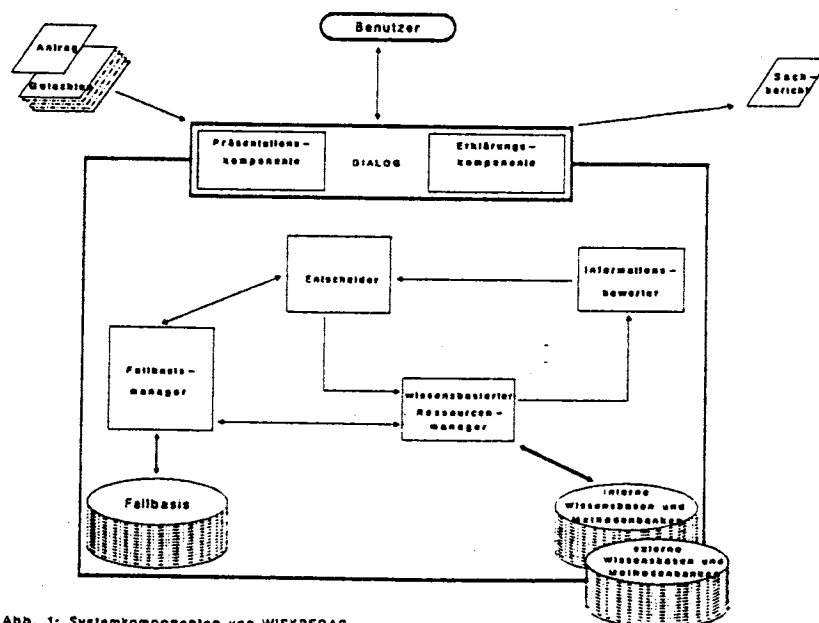 Benutzer
Antrag
Gutachten
Sach-
bericht
Präsentations-
komponente
DIALOG
Erklärungs-
komponente
Entscheider
Informations-
bewerter
Fallbasis-
manager
wissensbasierter
Ressourcen-
manager
Fallbasis
interne
Wissensbasen und
Methodenbanken
externe
Wissensbasen und
Methodenbanken
Abb. 1: Systemkomponenten von